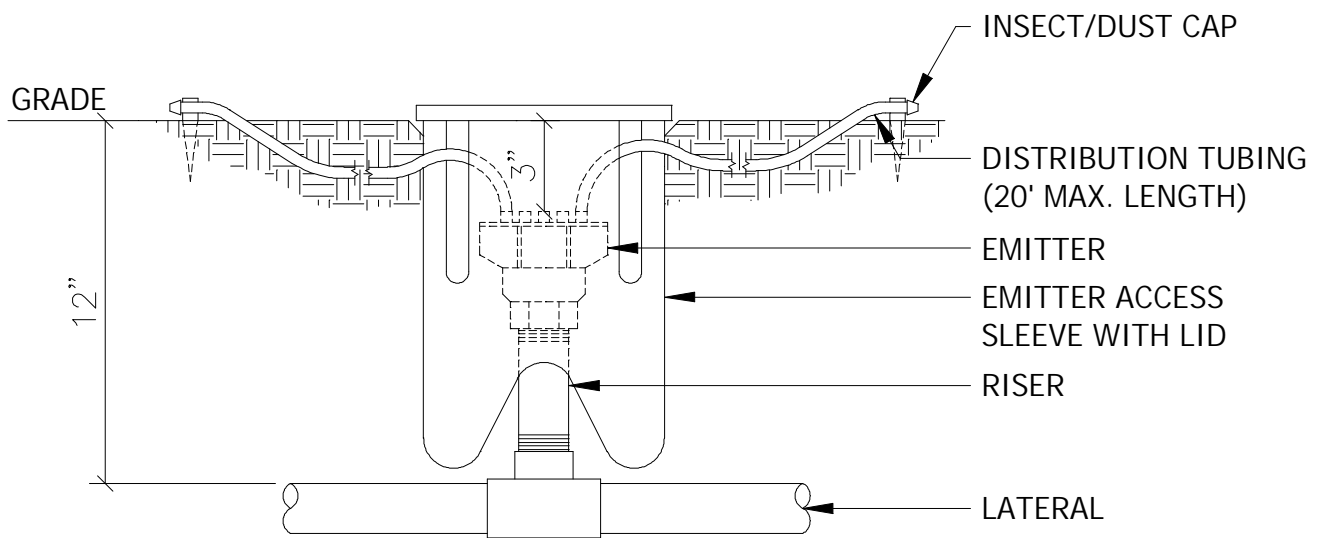 INSECT/DUST CAP
GRADE
3”
DISTRIBUTION TUBING
(20' MAX. LENGTH)
EMITTER
12”
EMITTER ACCESS
SLEEVE WITH LID
RISER
LATERAL